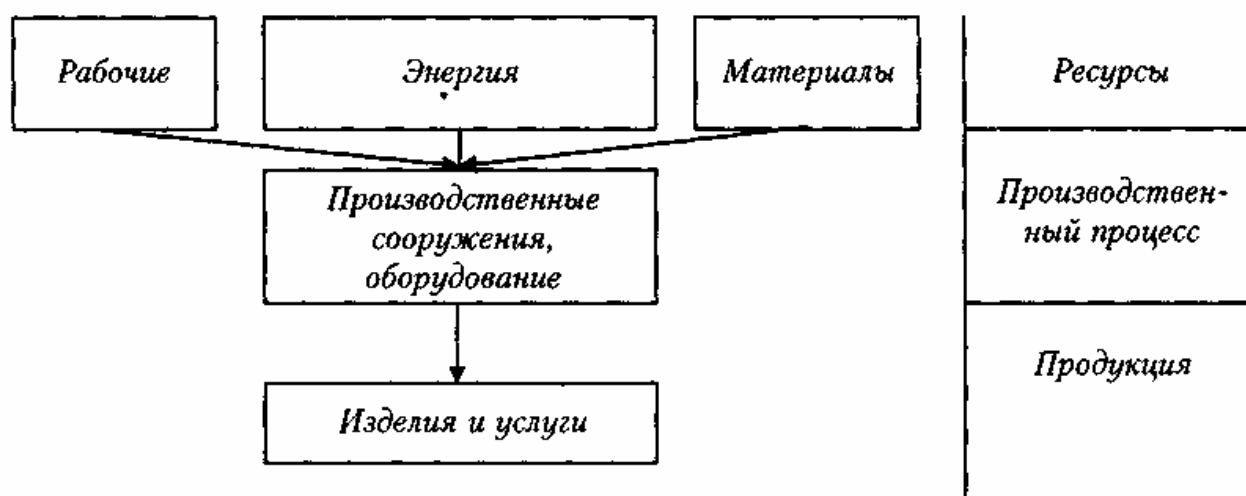 Рабочие
Энергия
Материалы
Ресурсы
Производственные
сооружения,
оборудование
Производствен-
ный процесс
Изделия и услуги
Продукция